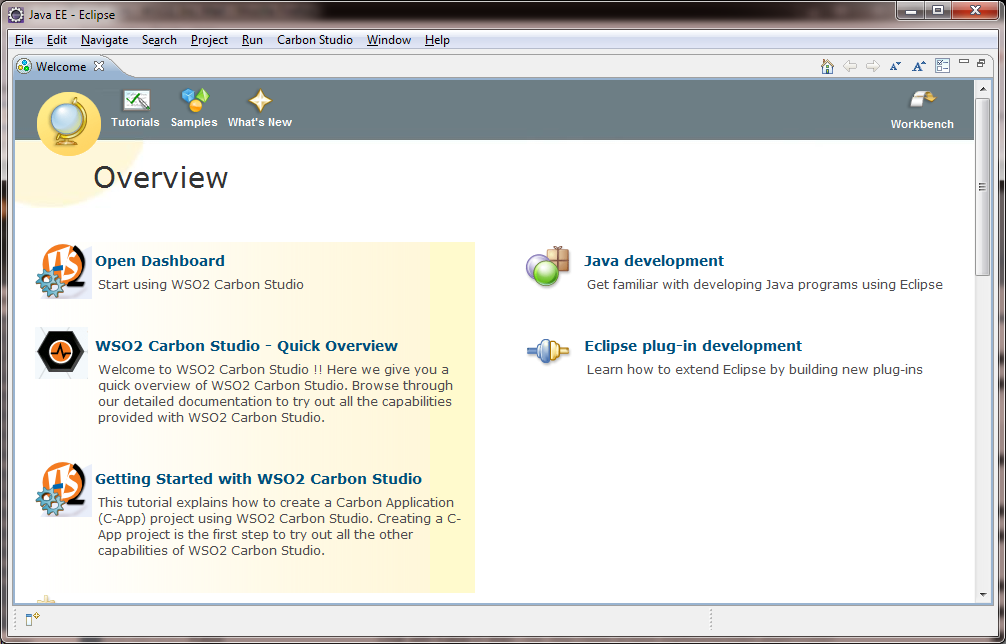 Java EE - Eclipse
File Edit Navigate Search Project Run Carbon Studio Window Help
Welcome
Tutorials Samples What's New Workbench
Overview
Open Dashboard
Start using WSO2 Carbon Studio
WSO2 Carbon Studio - Quick Overview
Welcome to WSO2 Carbon Studio !! Here we give you a
quick overview of WSO2 Carbon Studio. Browse through
our detailed documentation to try out all the capabilities
provided with WSO2 Carbon Studio.
Getting Started with WSO2 Carbon Studio
This tutorial explains how to create a Carbon Application
(C-App) project using WSO2 Carbon Studio. Creating a C-
App project is the first step to try out all the other
capabilities of WSO2 Carbon Studio.
Java development
Get familiar with developing Java programs using Eclipse
Eclipse plug-in development
Learn how to extend Eclipse by building new plug-ins